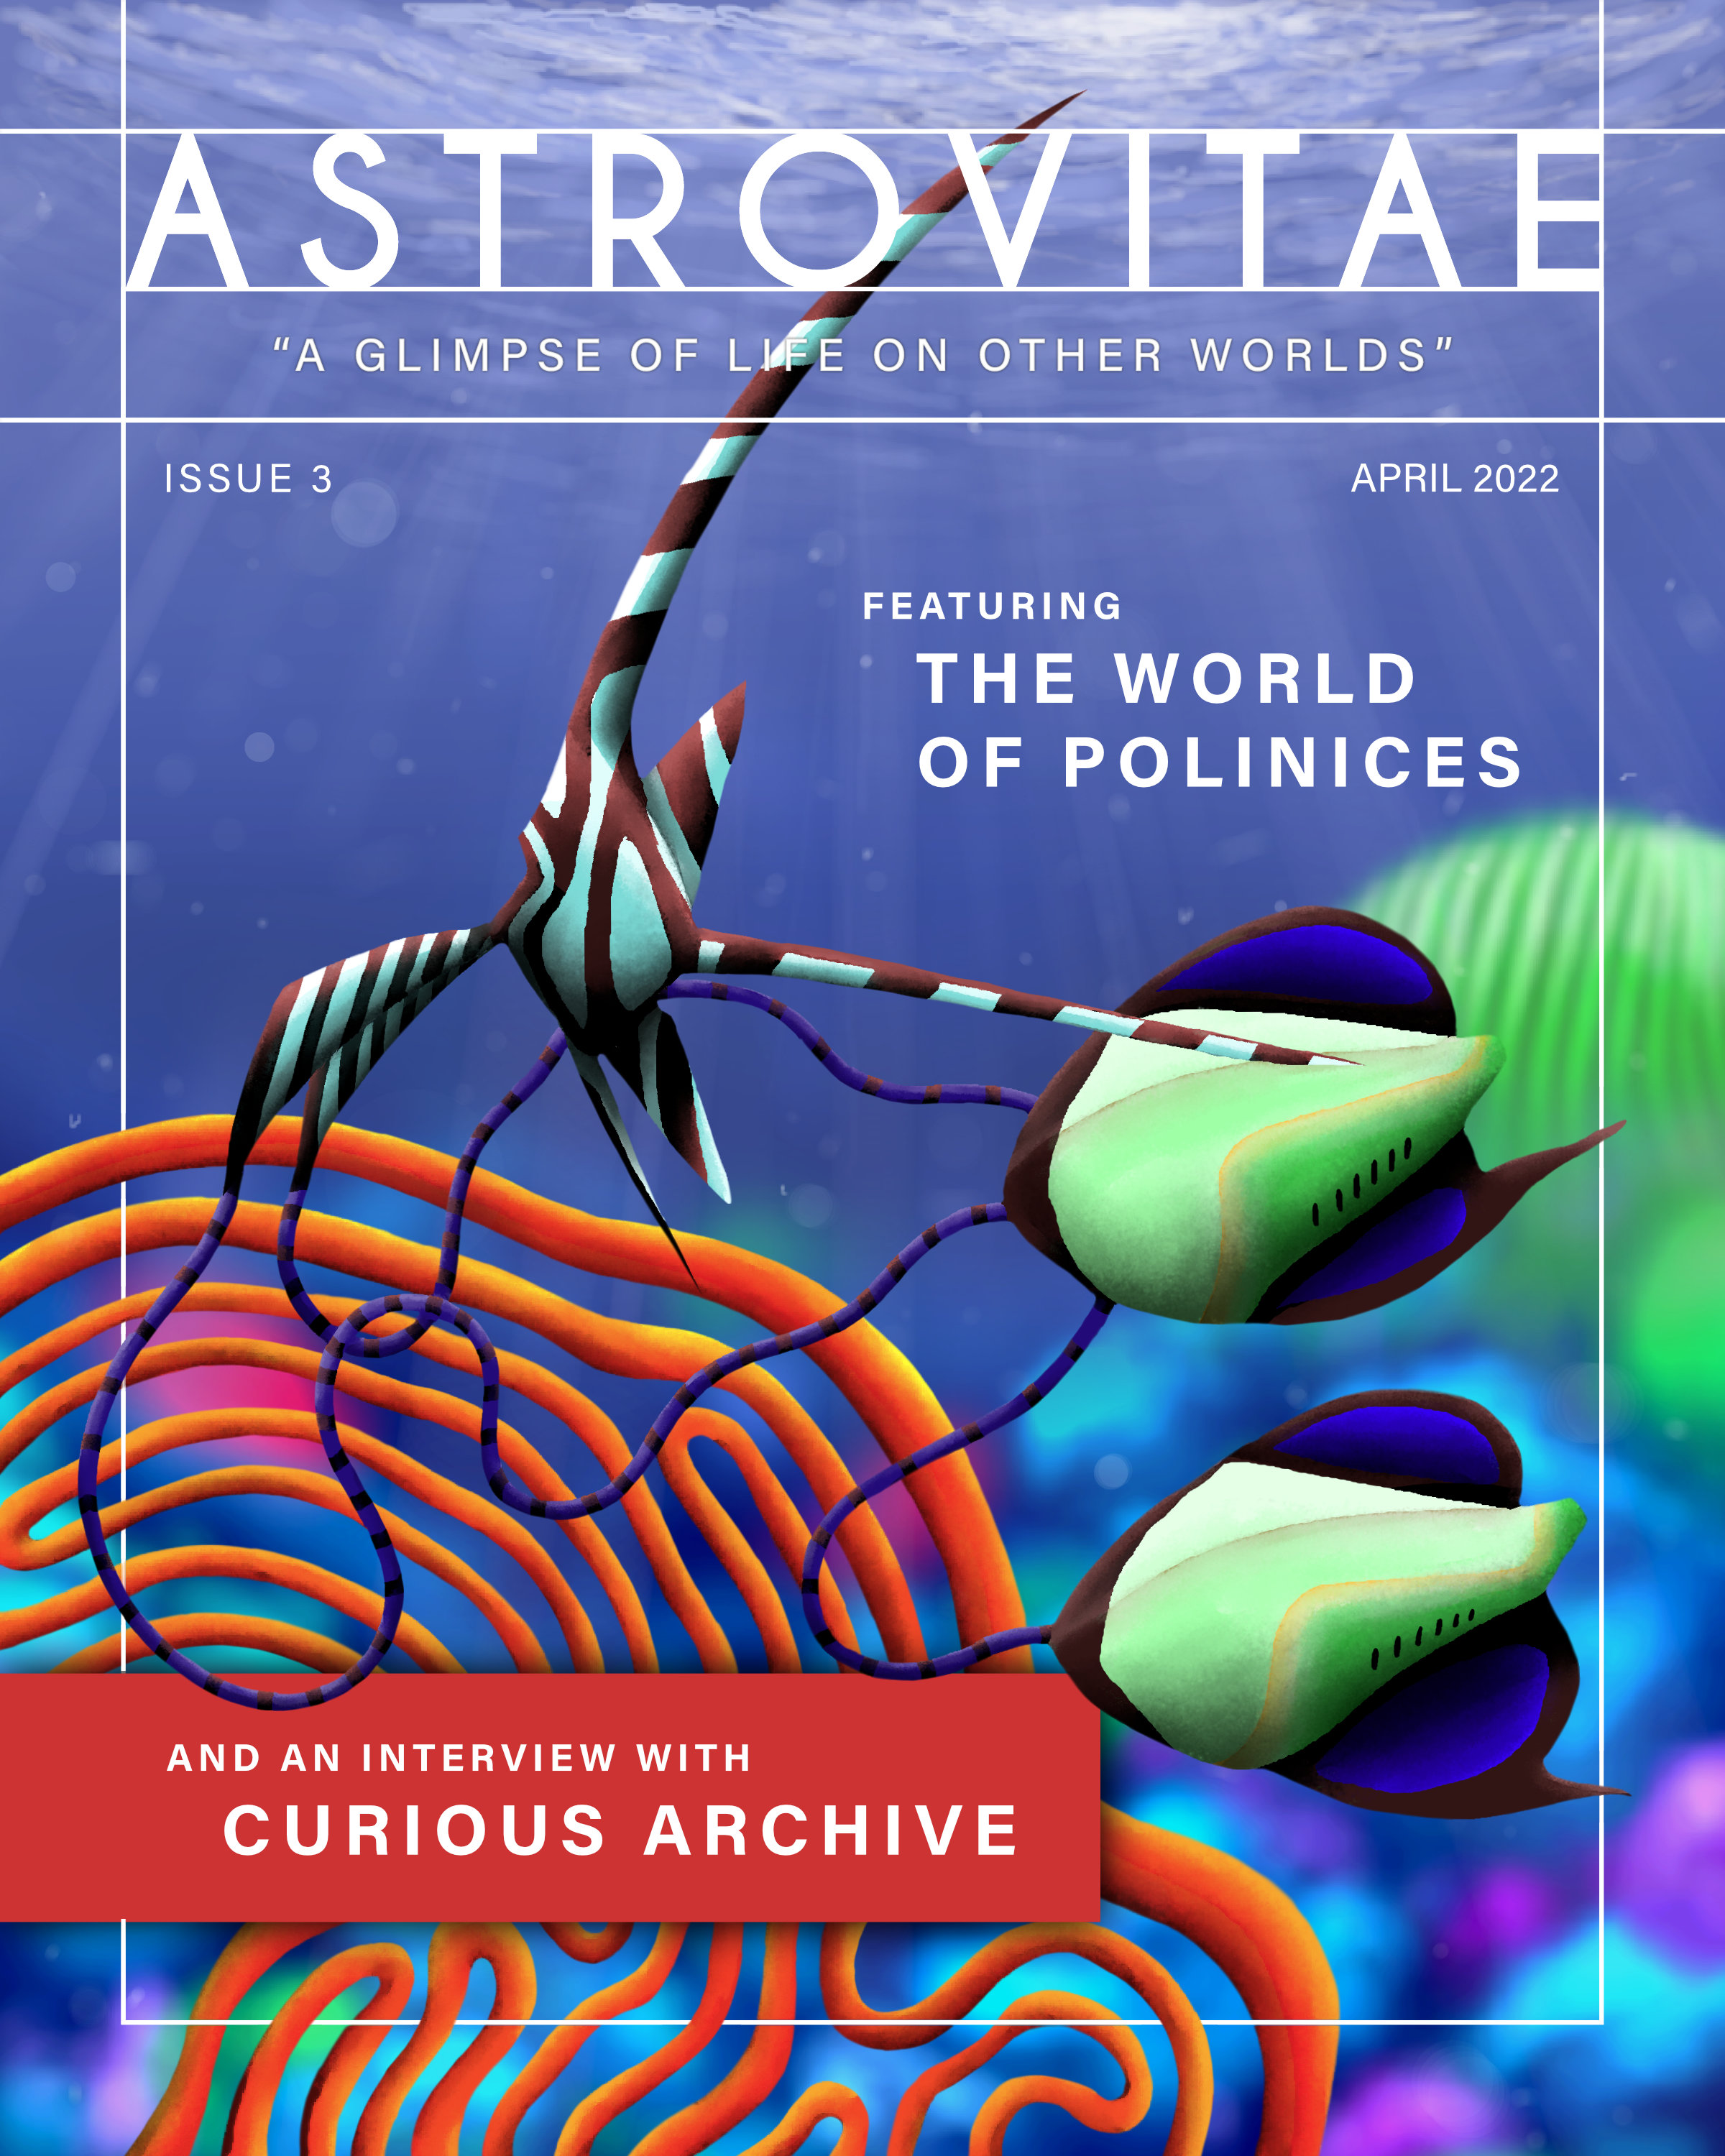 ASTROVITAE
“A GLIMPSE OF LIFE ON OTHER WORLDS”
ISSUE 3
APRIL 2022
FEATURING
THE WORLD
OF POLINICES
AND AN INTERVIEW WITH
CURIOUS ARCHIVE